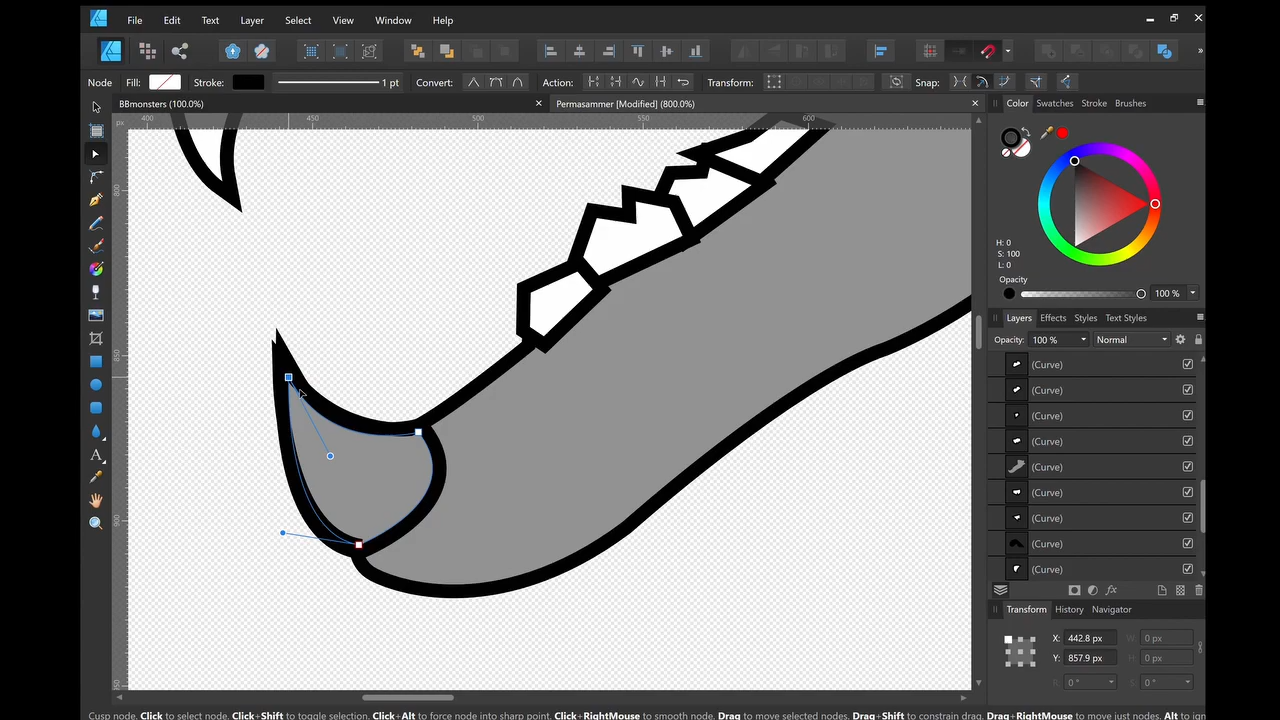 File Edit Text Layer Select View Window Help
Node Fill: Stroke: 1 pt Convert: Action: Transform: Snap:
BBmonsters (100.0%) Permasammer [Modified] (800.0%)
Color Swatches Stroke Brushes
px 400 450 500 550 600
800
850
900
H: 0
S: 100
L: 0
Opacity
100 %
Layers Effects Styles Text Styles
Opacity: 100 % Normal
(Curve)
(Curve)
(Curve)
(Curve)
(Curve)
(Curve)
(Curve)
(Curve)
(Curve)
Transform History Navigator
X: 442.8 px W: 0 px
Y: 857.9 px H: 0 px
R: 0 ° S: 0 °
Cusp node. Click to select node. Click+Shift to toggle selection. Click+Alt to force node into sharp point. Click+RightMouse to smooth node. Drag to move selected nodes. Drag+Shift to constrain drag. Drag+RightMouse to move just nodes. Alt to ign